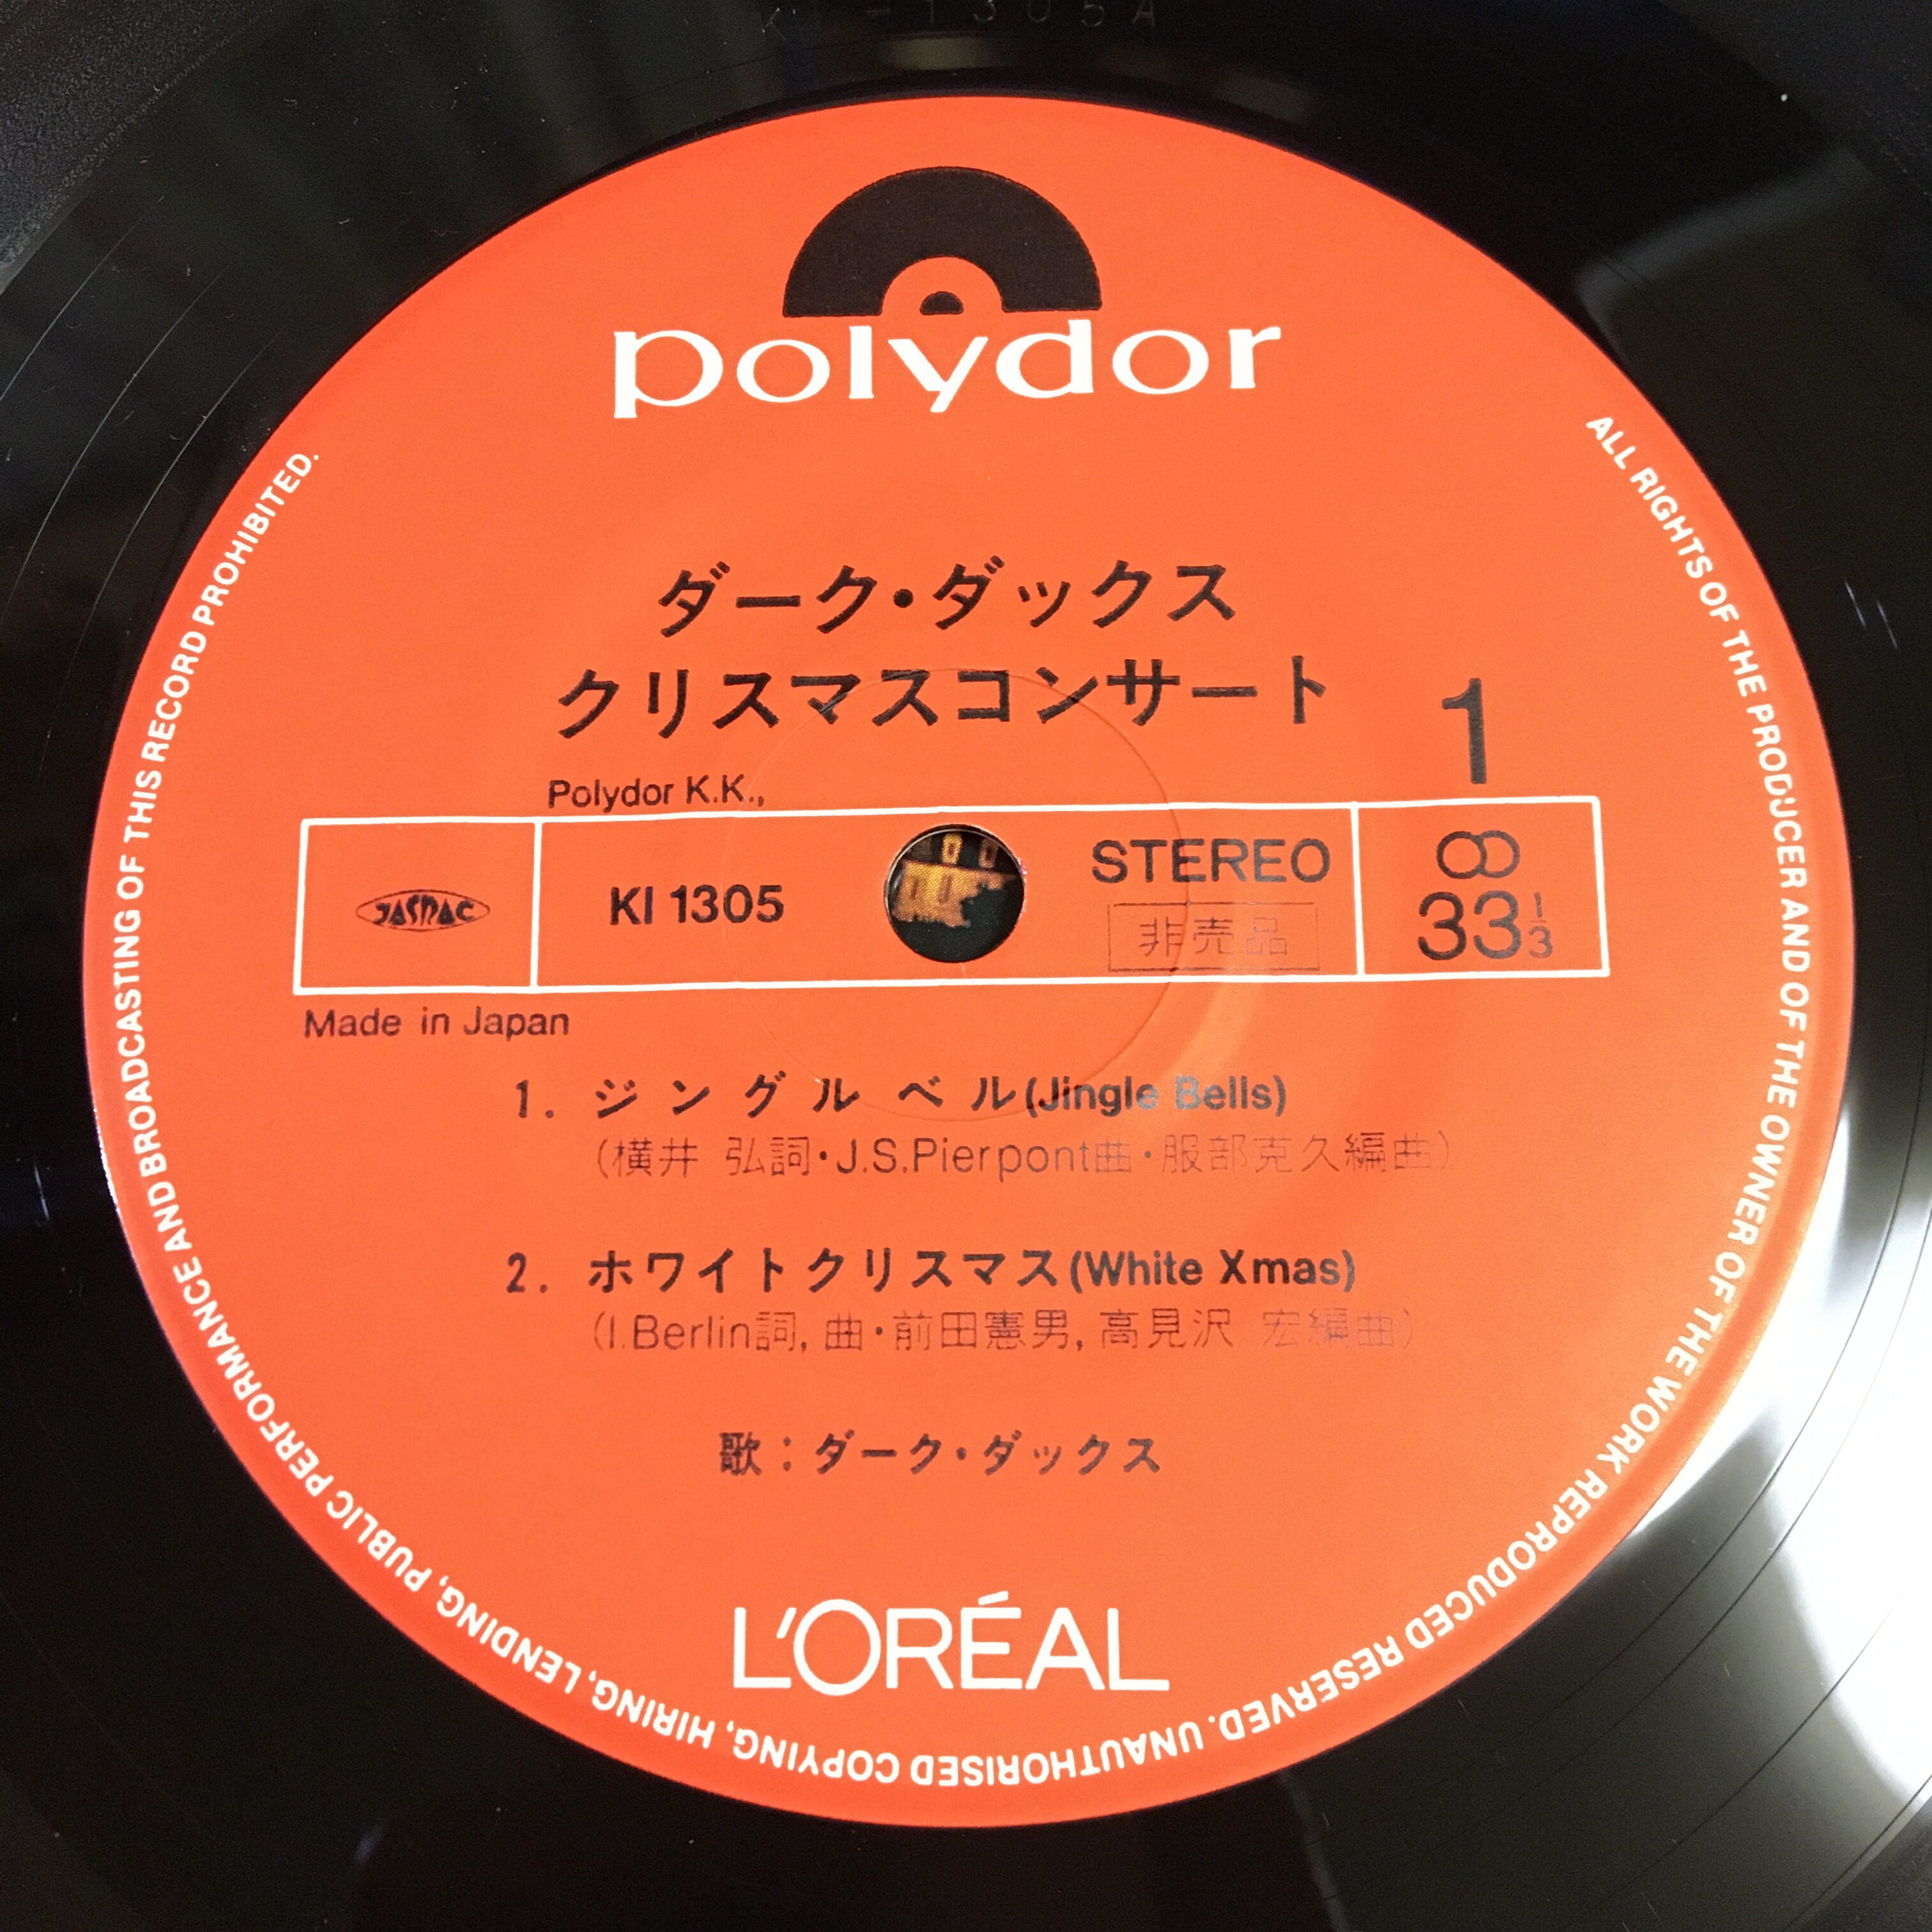 KI-1305A
polydor
ダーク・ダックス
クリスマスコンサート
1
Polydor K.K.,
JASRAC
KI 1305
STEREO
非売品
33 1/3
Made in Japan
1. ジングル ベル(Jingle Bells)
(横井 弘詞・J.S.Pierpont曲・服部克久編曲)
2. ホワイトクリスマス(White Xmas)
(I.Berlin詞, 曲・前田憲男, 高見沢 宏編曲)
歌：ダーク・ダックス
L'ORÉAL
ALL RIGHTS OF THE PRODUCER AND OF THE OWNER OF THE WORK REPRODUCED RESERVED. UNAUTHORISED COPYING, HIRING, LENDING, PUBLIC PERFORMANCE AND BROADCASTING OF THIS RECORD PROHIBITED.